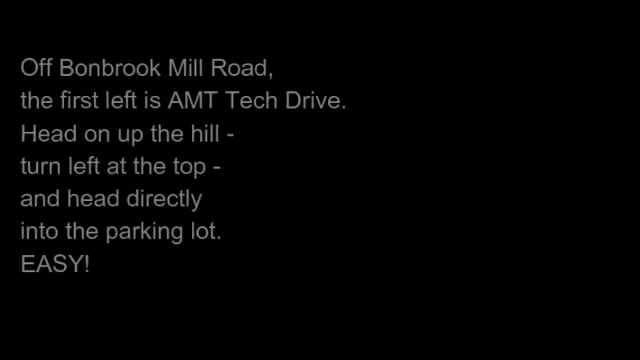 Off Bonbrook Mill Road,
the first left is AMT Tech Drive.
Head on up the hill -
turn left at the top -
and head directly
into the parking lot.
EASY!